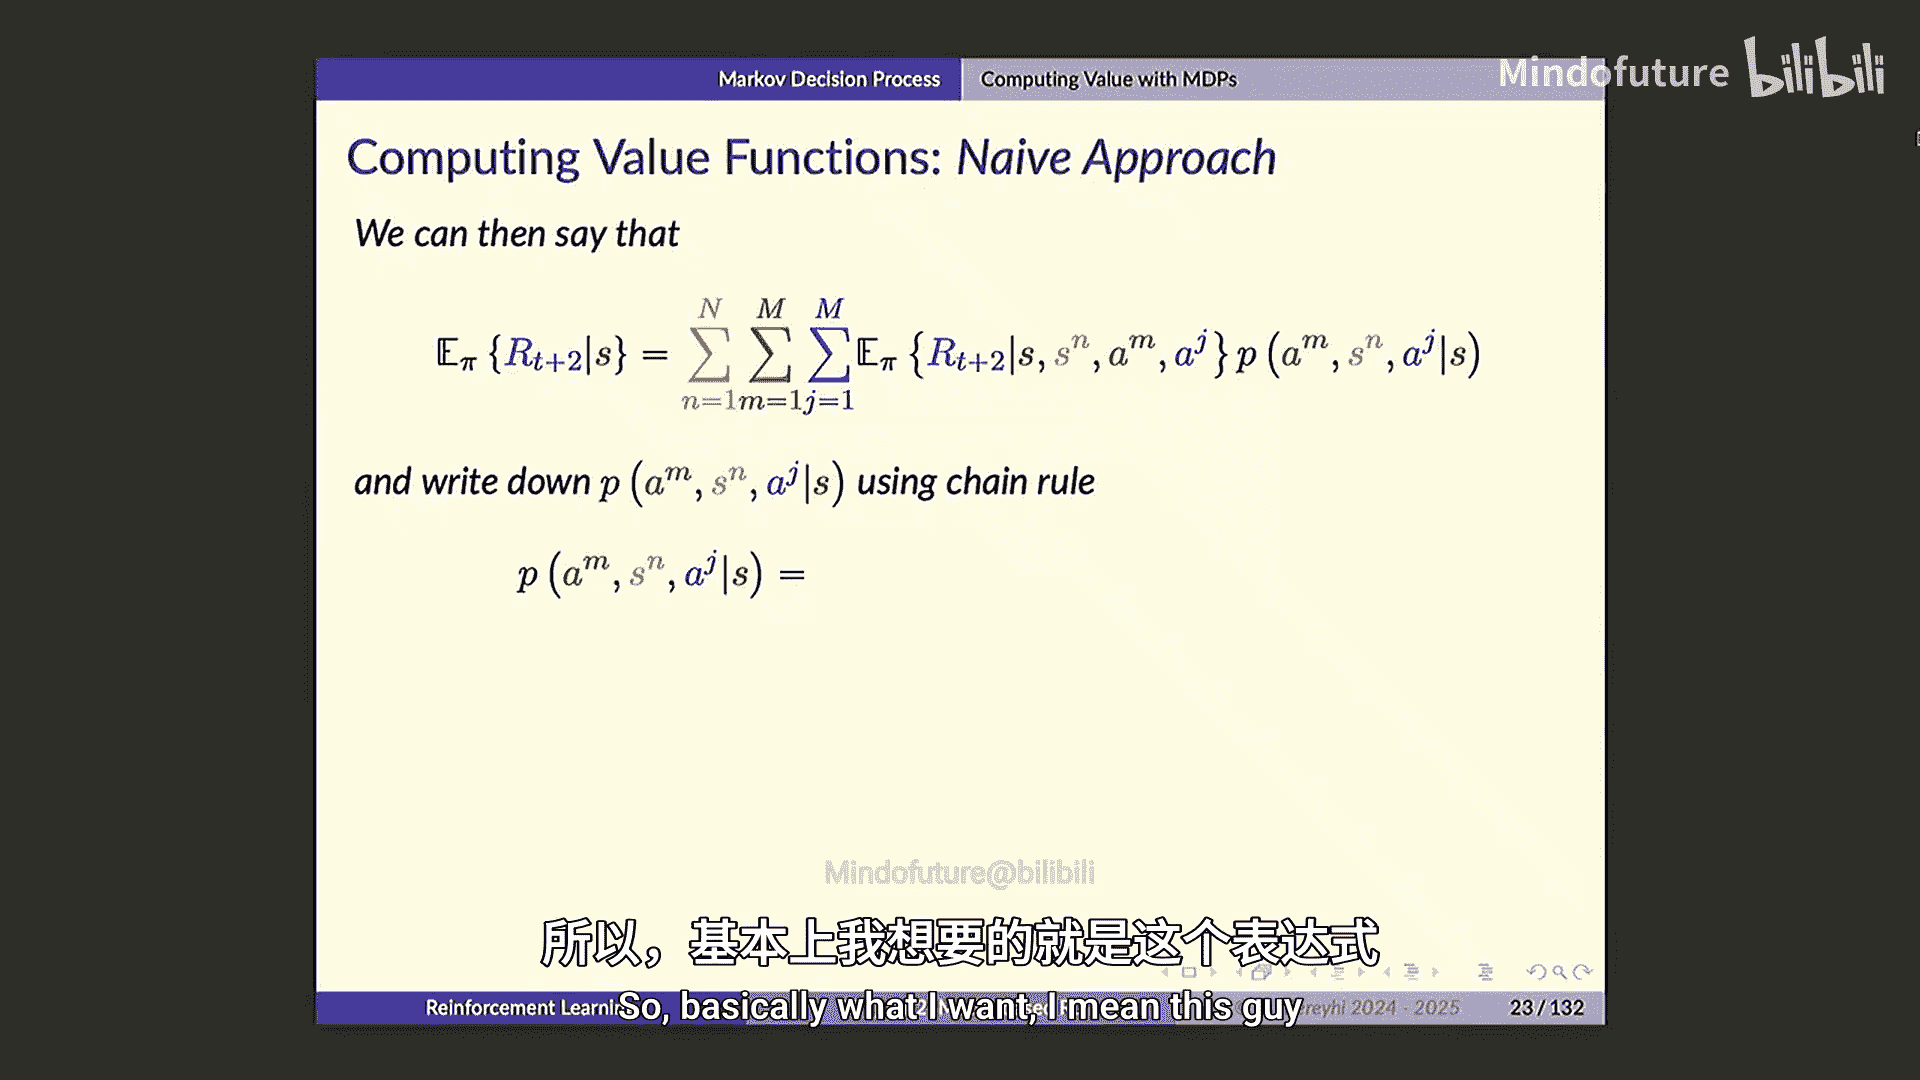 Markov Decision Process Computing Value with MDPs
Mindofuture bilibili
Computing Value Functions: Naive Approach
We can then say that
𝔼π {Rt+2|s} = ∑_{n=1}^{N} ∑_{m=1}^{M} ∑_{j=1}^{M} 𝔼π {Rt+2|s, s^n, a^m, a^j} p (a^m, s^n, a^j|s)
and write down p (a^m, s^n, a^j|s) using chain rule
p (a^m, s^n, a^j|s) =
Mindofuture@bilibili
所以，基本上我想要的就是这个表达式
So, basically what I want, I mean this guy
Reinforcement 2024 - 2025 23 / 132